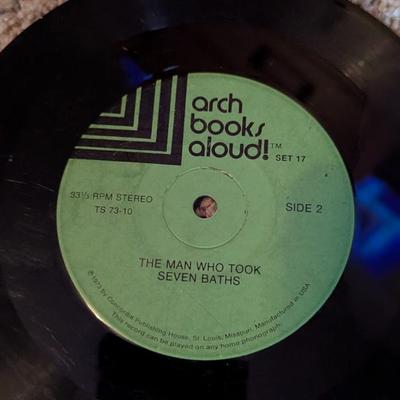 arch
books
aloud!™
SET 17
33⅓ RPM STEREO
TS 73-10
SIDE 2
THE MAN WHO TOOK
SEVEN BATHS
©1973 by Concordia Publishing House, St. Louis, Missouri. Manufactured in USA
This record can be played on any home phonograph.